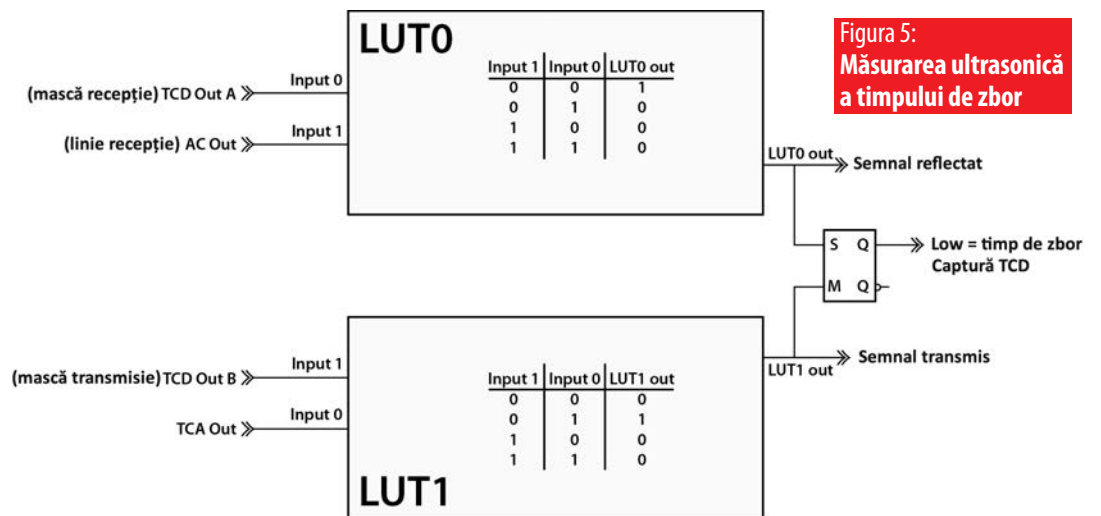 Figura 5:
Măsurarea ultrasonică
a timpului de zbor
LUT0
Input 1 Input 0 LUT0 out
0 0 1
0 1 0
1 0 0
1 1 0
Input 0
(mască recepție) TCD Out A
Input 1
(linie recepție) AC Out
LUT0 out
Semnal reflectat
S Q
M Q
Low = timp de zbor
Captură TCD
Input 1
(mască transmisie) TCD Out B
Input 0
TCA Out
Input 1 Input 0 LUT1 out
0 0 0
0 1 1
1 0 0
1 1 0
LUT1
LUT1 out
Semnal transmis